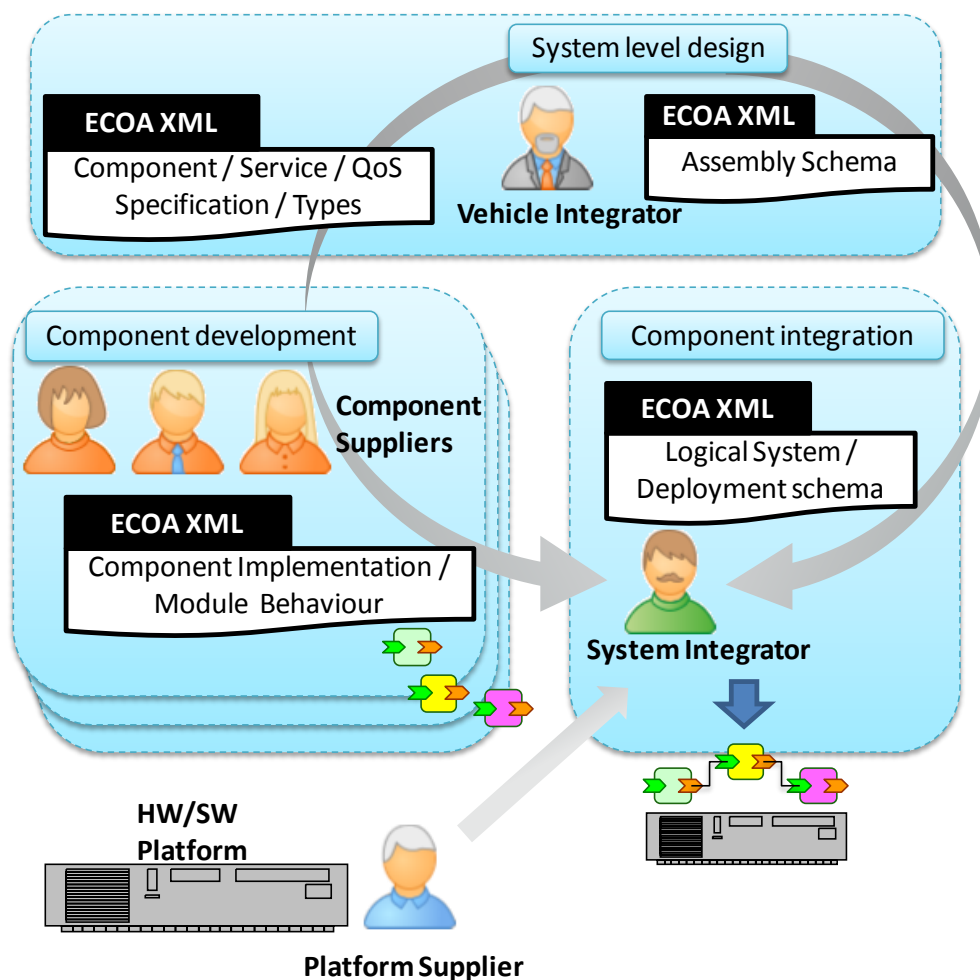 System level design
ECOA XML
Component / Service / QoS
Specification / Types
Vehicle Integrator
ECOA XML
Assembly Schema
Component development
Component
Suppliers
ECOA XML
Component Implementation /
Module Behaviour
Component integration
ECOA XML
Logical System /
Deployment schema
System Integrator
HW/SW
Platform
Platform Supplier